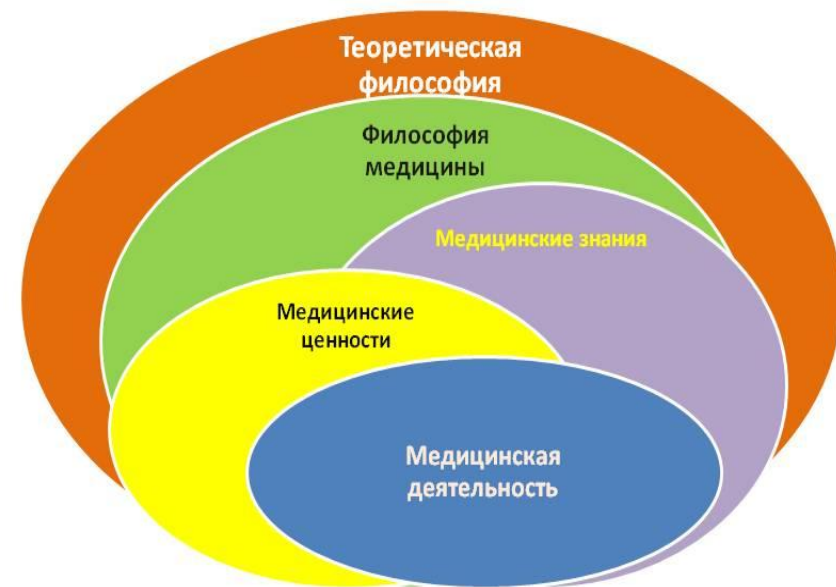 Теоретическая
философия
Философия
медицины
Медицинские знания
Медицинские
ценности
Медицинская
деятельность